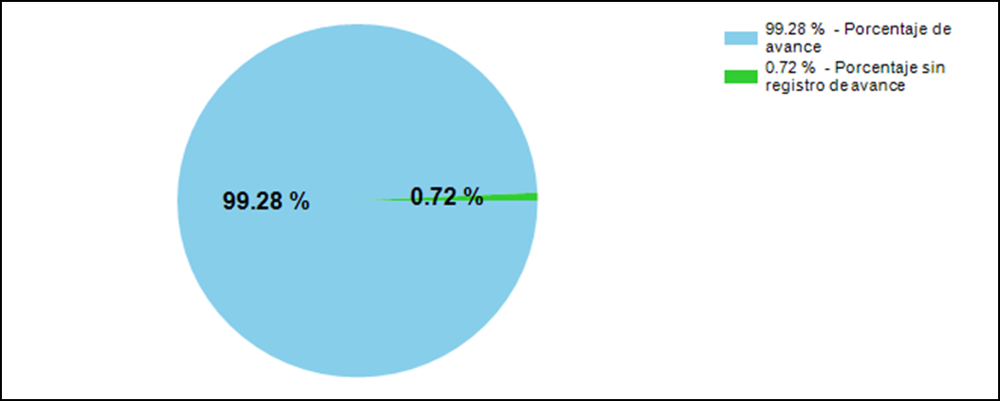 99.28 % - Porcentaje de
avance
0.72 % - Porcentaje sin
registro de avance
99.28 %
0.72 %